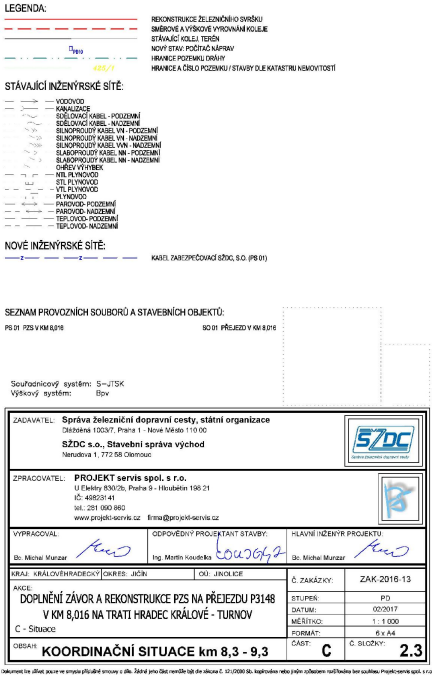 LEGENDA:
REKONSTRUKCE ŽELEZNIČNÍHO SVRŠKU
SMĚROVÉ A VÝŠKOVÉ VYROVNÁNÍ KOLEJE
STÁVAJÍCÍ KOLEJ, TERÉN
PB10 NOVÝ STAV: POČÍTAČ NÁPRAV
HRANICE POZEMKU DRÁHY
HRANICE A ČÍSLO POZEMKU / STAVBY DLE KATASTRU NEMOVITOSTÍ
STÁVAJÍCÍ INŽENÝRSKÉ SÍTĚ:
VODOVOD
KANALIZACE
SDĚLOVACÍ KABEL - PODZEMNÍ
SDĚLOVACÍ KABEL - NADZEMNÍ
SILNOPROUDÝ KABEL VN - PODZEMNÍ
SILNOPROUDÝ KABEL VN - NADZEMNÍ
SILNOPROUDÝ KABEL VVN - NADZEMNÍ
SLABOPROUDÝ KABEL NN - PODZEMNÍ
SLABOPROUDÝ KABEL NN - NADZEMNÍ
OHŘEV VÝHYBEK
NTL PLYNOVOD
STL PLYNOVOD
VTL PLYNOVOD
PLYNOVOD
PAROVOD- PODZEMNÍ
PAROVOD- NADZEMNÍ
TEPLOVOD- PODZEMNÍ
TEPLOVOD- NADZEMNÍ
NOVÉ INŽENÝRSKÉ SÍTĚ:
z z KABEL ZABEZPEČOVACÍ SŽDC, S.O. (PS 01)
SEZNAM PROVOZNÍCH SOUBORŮ A STAVEBNÍCH OBJEKTŮ:
PS 01 PZS V KM 8,016 SO 01 PŘEJEZD V KM 8,016
Souřadnicový systém: S-JTSK
Výškový systém: Bpv
ZADAVATEL: Správa železniční dopravní cesty, státní organizace
Dlážděná 1003/7, Praha 1 - Nové Město 110 00
SŽDC s.o., Stavební správa východ
Nerudova 1, 772 58 Olomouc
SŽDC
Správa železniční dopravní cesty
ZPRACOVATEL: PROJEKT servis spol. s r.o.
U Elektry 830/2b, Praha 9 - Hloubětín 198 21
IČ: 49823141
tel.: 281 090 860
www.projekt-servis.cz firma@projekt-servis.cz
VYPRACOVAL: ODPOVĚDNÝ PROJEKTANT STAVBY: HLAVNÍ INŽENÝR PROJEKTU:
Bc. Michal Munzar Ing. Martin Koudelka Bc. Michal Munzar
KRAJ: KRÁLOVÉHRADECKÝ OKRES: JIČÍN OÚ: JINOLICE
Č. ZAKÁZKY: ZAK-2016-13
AKCE:
DOPLNĚNÍ ZÁVOR A REKONSTRUKCE PZS NA PŘEJEZDU P3148
V KM 8,016 NA TRATI HRADEC KRÁLOVÉ - TURNOV
C - Situace
STUPEŇ: PD
DATUM: 02/2017
MĚŘÍTKO: 1 : 1 000
FORMÁT: 6 x A4
OBSAH: KOORDINAČNÍ SITUACE km 8,3 - 9,3
ČÁST: C
Č. SLOŽKY: 2.3